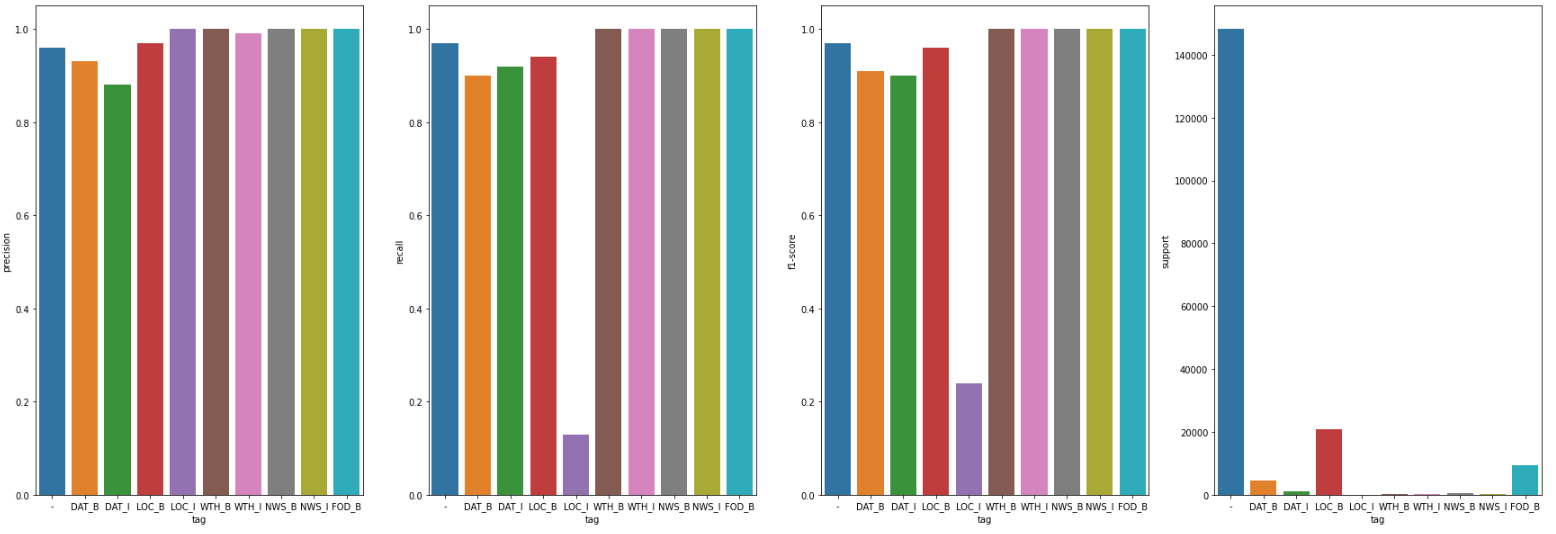 precision
1.0
0.8
0.6
0.4
0.2
0.0
- DAT_B DAT_I LOC_B LOC_I WTH_B WTH_I NWS_B NWS_I FOD_B
tag
recall
1.0
0.8
0.6
0.4
0.2
0.0
- DAT_B DAT_I LOC_B LOC_I WTH_B WTH_I NWS_B NWS_I FOD_B
tag
f1-score
1.0
0.8
0.6
0.4
0.2
0.0
- DAT_B DAT_I LOC_B LOC_I WTH_B WTH_I NWS_B NWS_I FOD_B
tag
support
140000
120000
100000
80000
60000
40000
20000
0
- DAT_B DAT_I LOC_B LOC_I WTH_B WTH_I NWS_B NWS_I FOD_B
tag